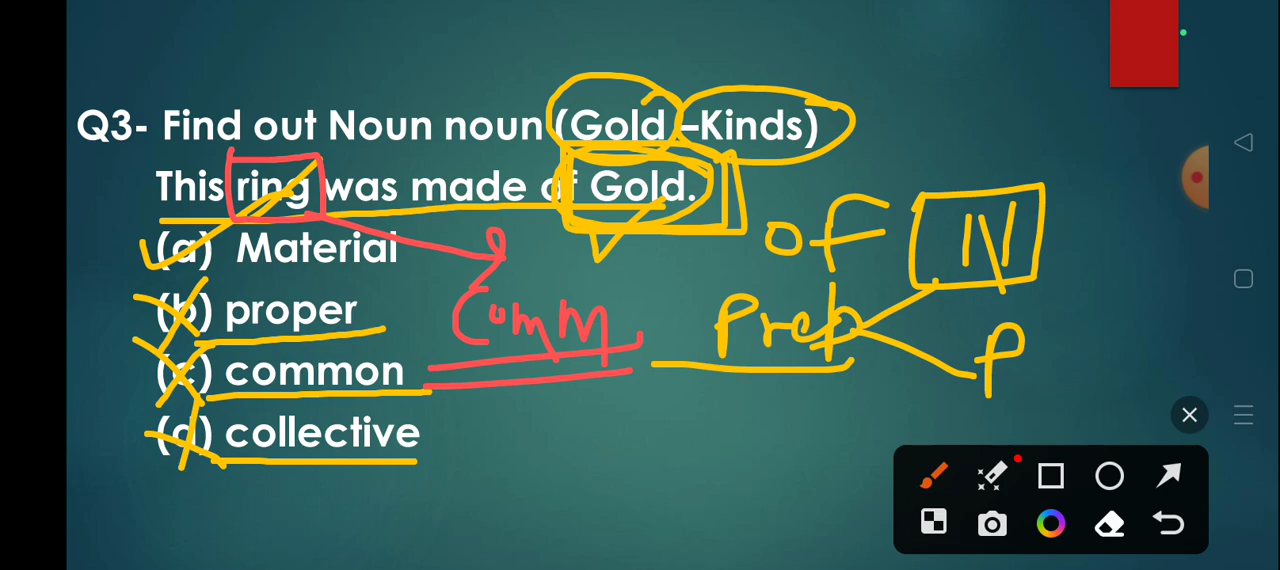 Q3- Find out Noun noun (Gold -Kinds)
This ring was made of Gold.
(a) Material
(b) proper
(c) common
(d) collective
of N
Prep P
Comm